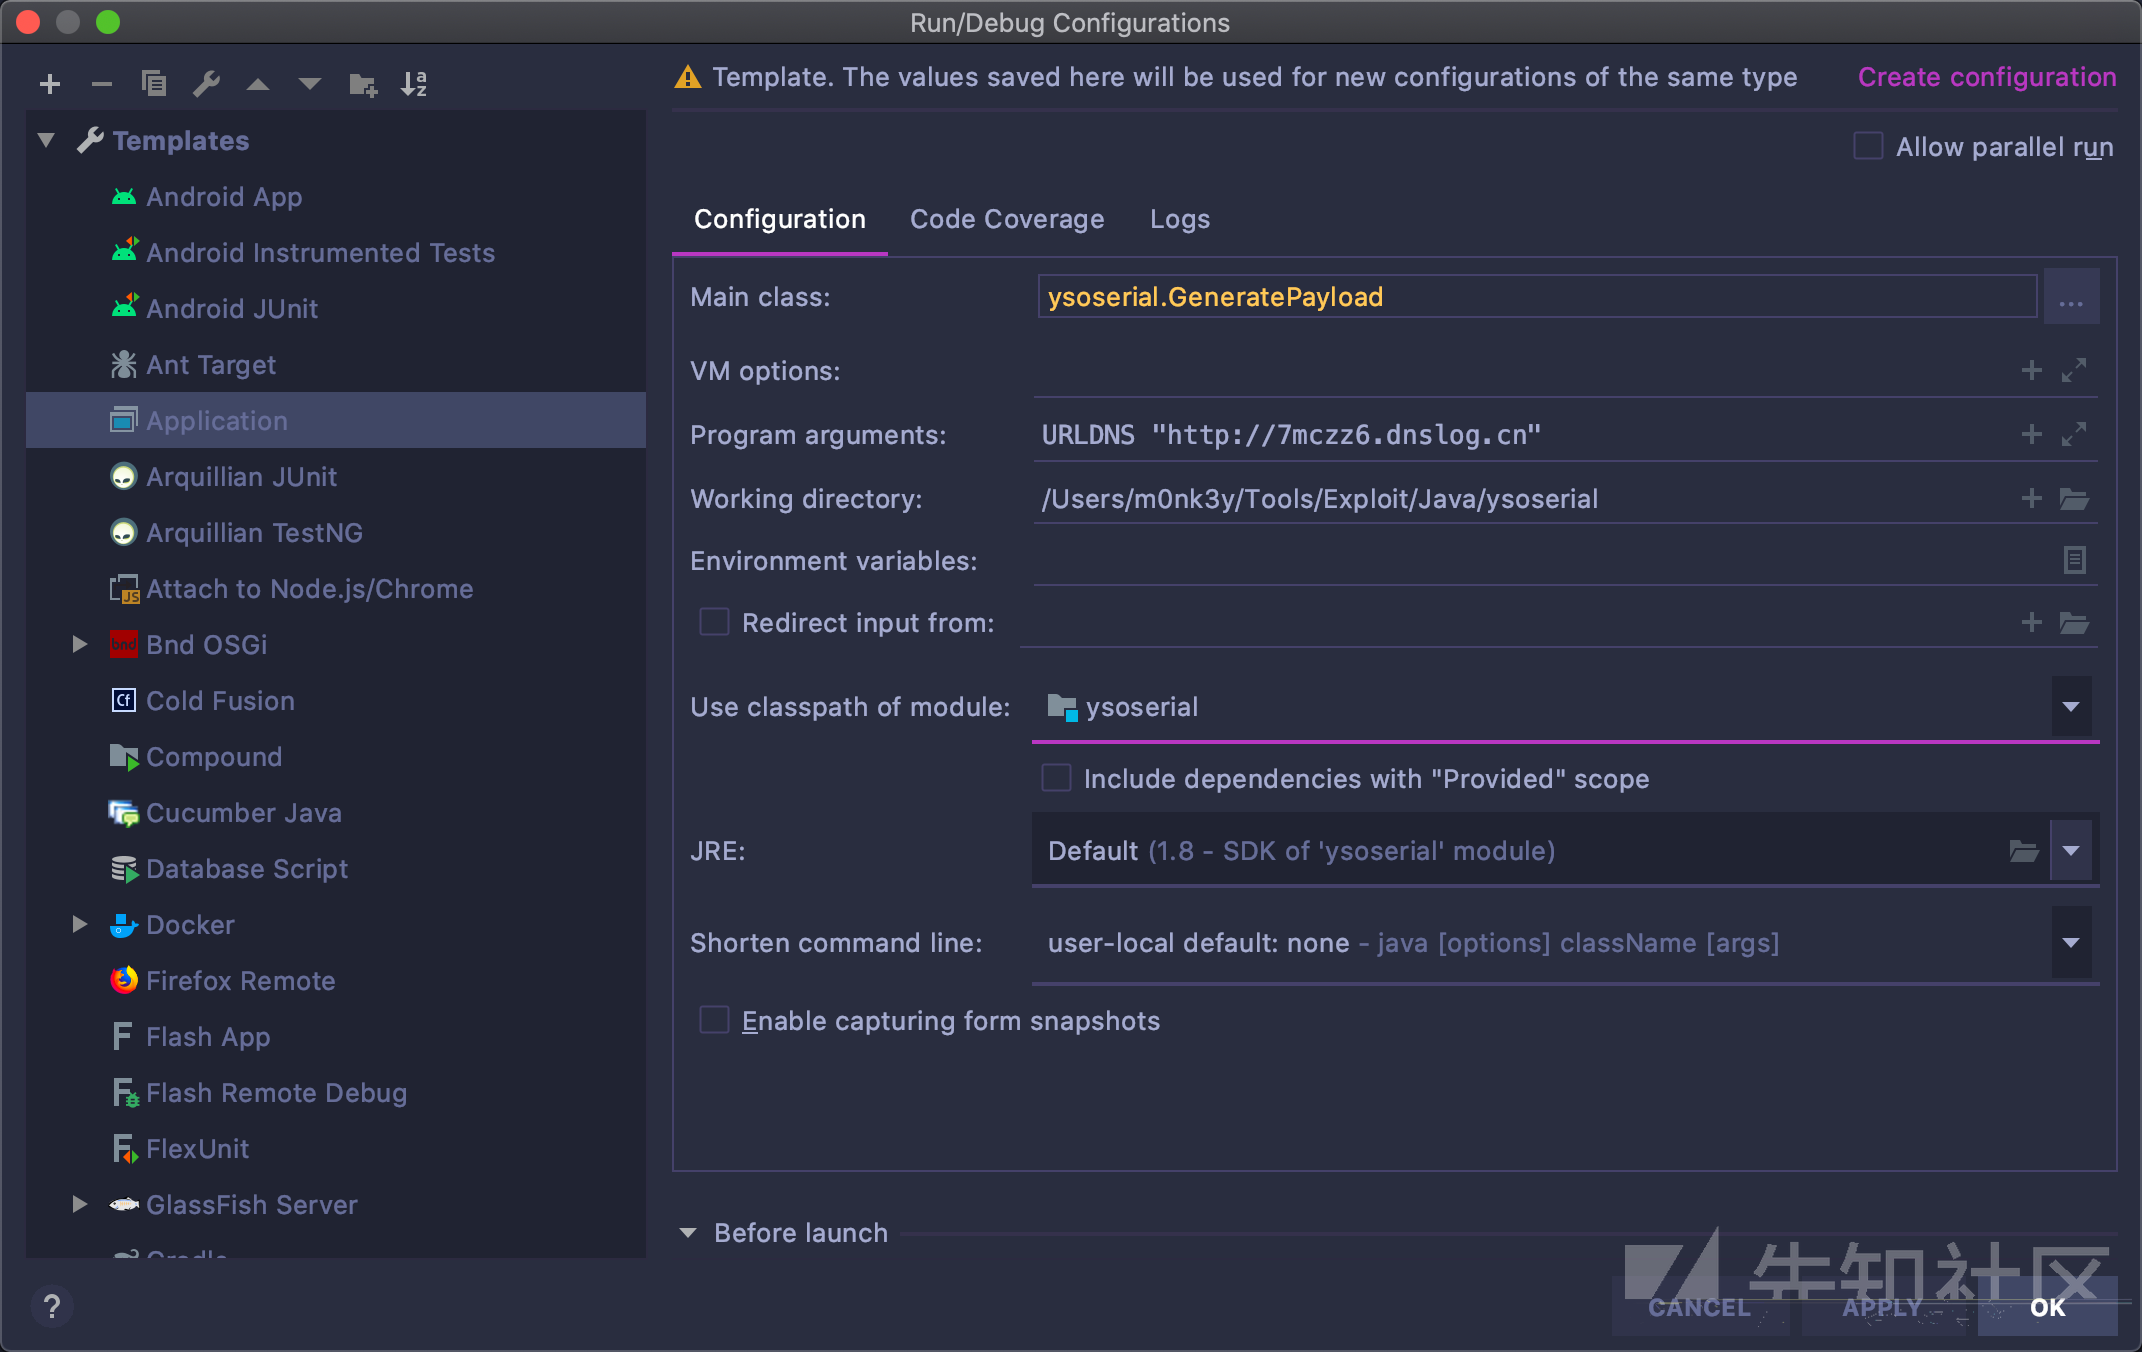 Run/Debug Configurations
Template. The values saved here will be used for new configurations of the same type
Create configuration
Allow parallel run
Templates
Android App
Android Instrumented Tests
Android JUnit
Ant Target
Application
Arquillian JUnit
Arquillian TestNG
Attach to Node.js/Chrome
Bnd OSGi
Cold Fusion
Compound
Cucumber Java
Database Script
Docker
Firefox Remote
Flash App
Flash Remote Debug
FlexUnit
GlassFish Server
Configuration Code Coverage Logs
Main class: ysoserial.GeneratePayload ...
VM options:
Program arguments: URLDNS "http://7mczz6.dnslog.cn"
Working directory: /Users/m0nk3y/Tools/Exploit/Java/ysoserial
Environment variables:
Redirect input from:
Use classpath of module: ysoserial
Include dependencies with "Provided" scope
JRE: Default (1.8 - SDK of 'ysoserial' module)
Shorten command line: user-local default: none - java [options] className [args]
Enable capturing form snapshots
Before launch
?
CANCEL APPLY OK